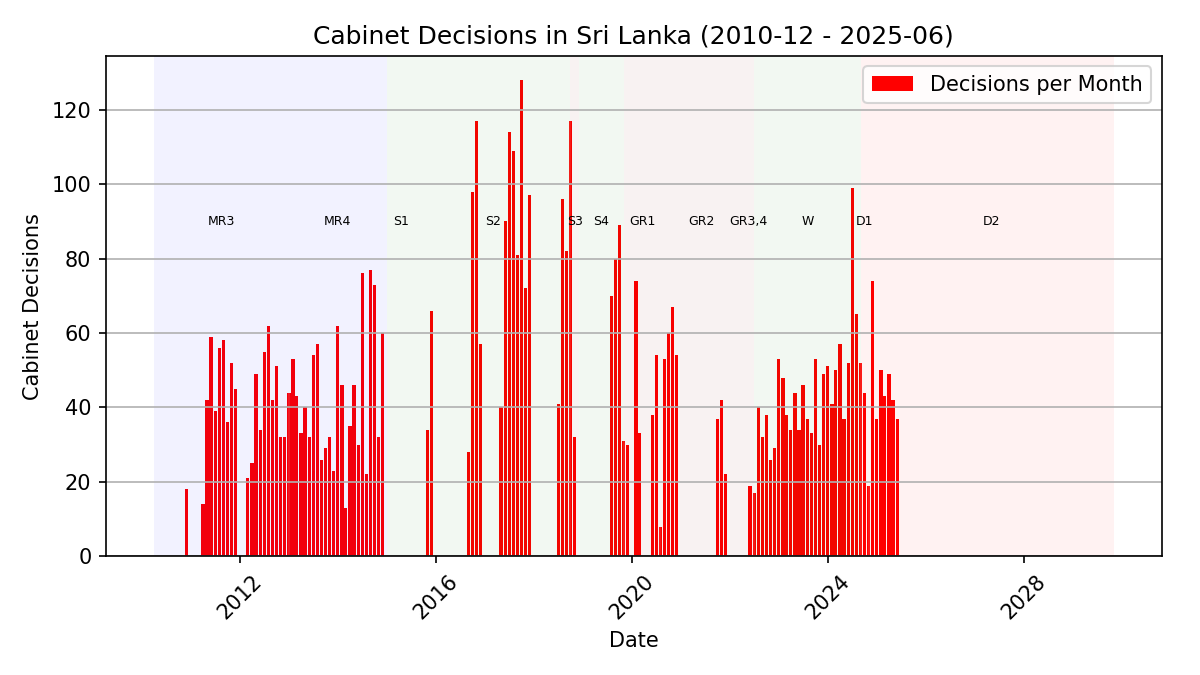 Cabinet Decisions in Sri Lanka (2010-12 - 2025-06)
Decisions per Month
120
100
80
60
40
20
0
Cabinet Decisions
MR3 MR4 S1 S2 S3 S4 GR1 GR2 GR3,4 W D1 D2
2012 2016 2020 2024 2028
Date